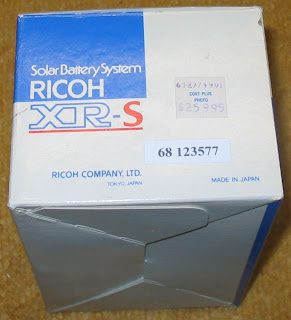 Solar Battery System
RICOH
XR-S
COST PLUS
PHOTO
68 123577
RICOH COMPANY, LTD.
TOKYO, JAPAN
MADE IN JAPAN